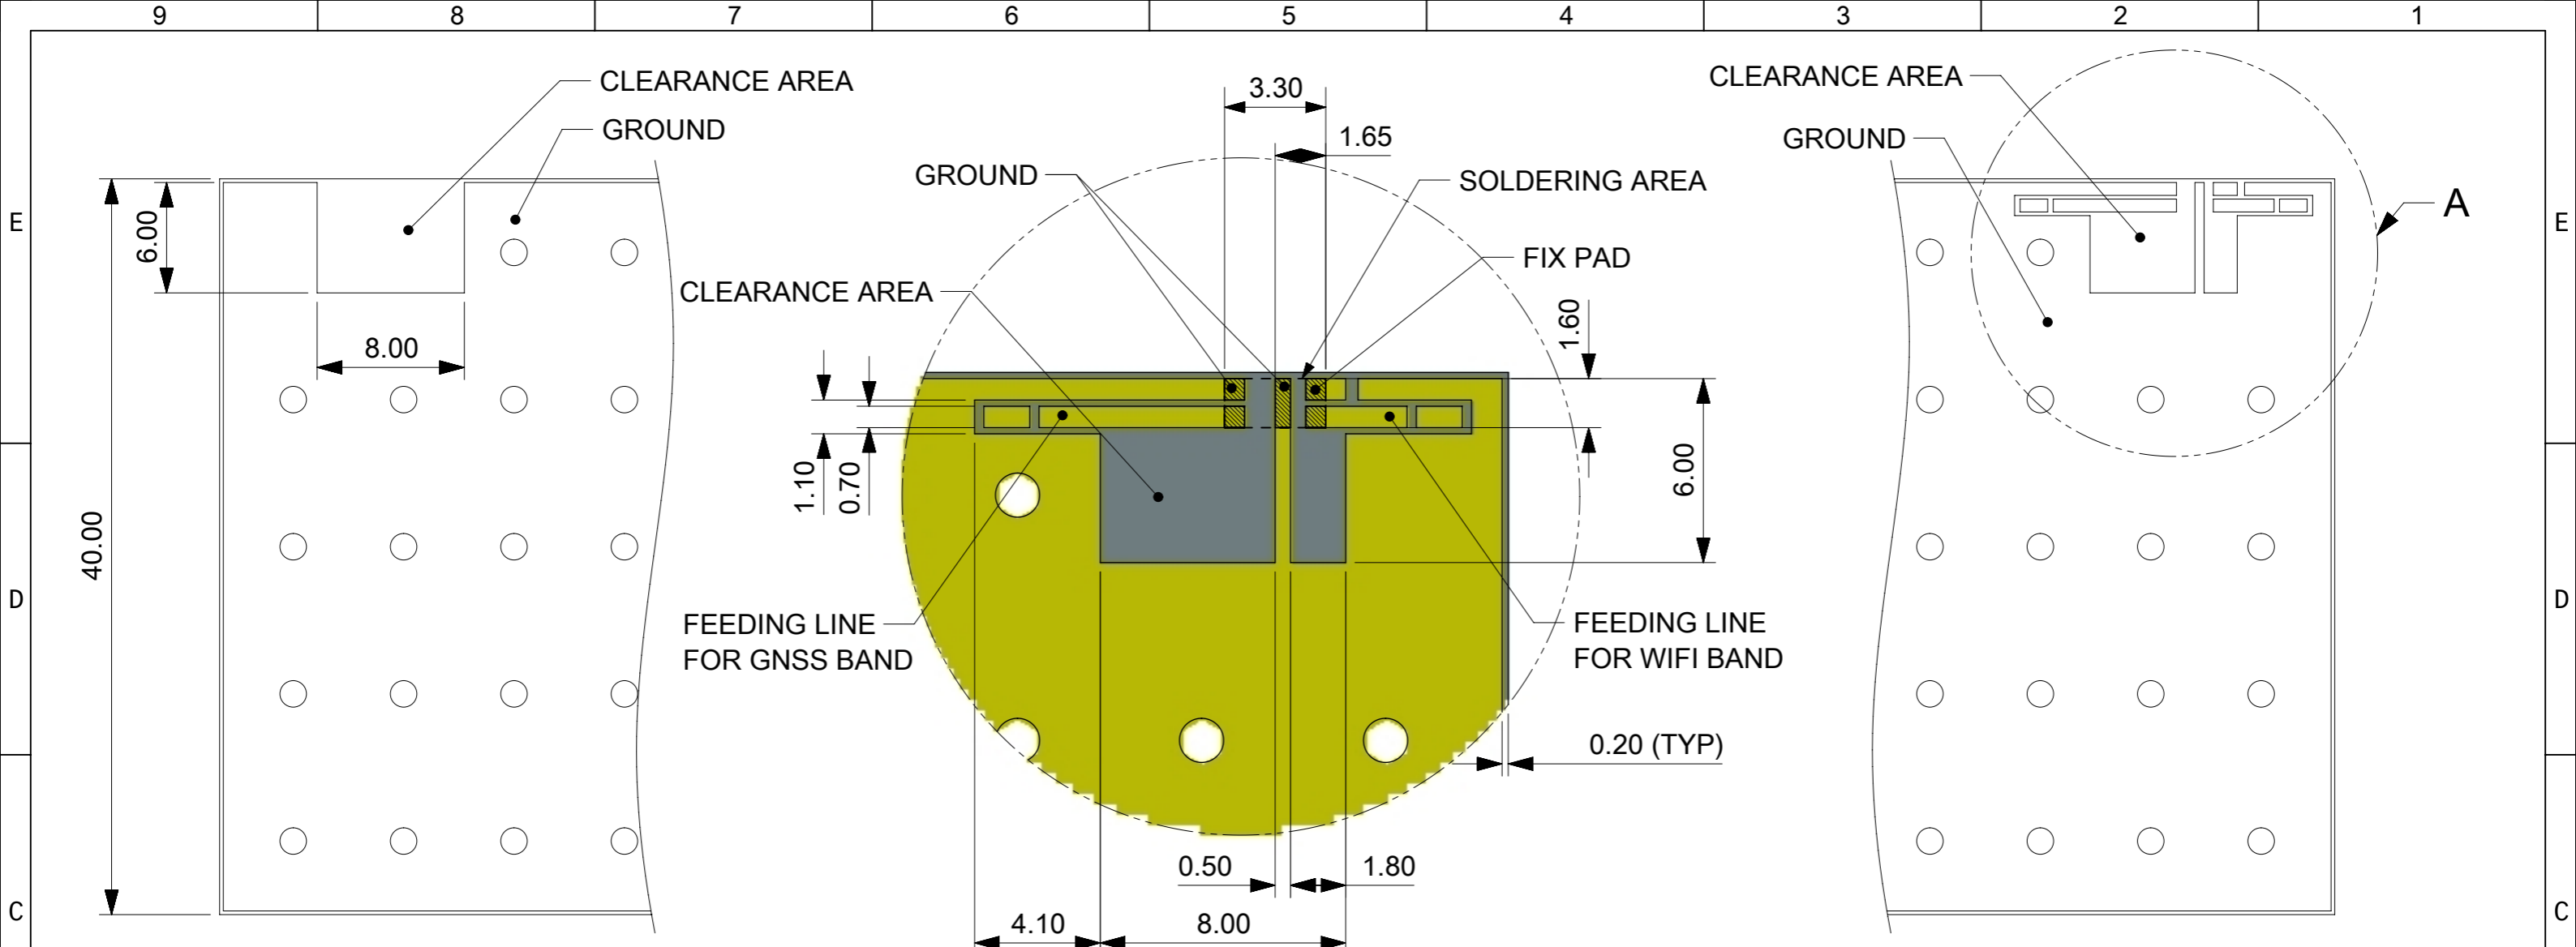 9 8 7 6 5 4 3 2 1
CLEARANCE AREA
GROUND
6.00
8.00
40.00
3.30
1.65
GROUND
SOLDERING AREA
FIX PAD
CLEARANCE AREA
1.60
6.00
1.10
0.70
FEEDING LINE
FOR GNSS BAND
FEEDING LINE
FOR WIFI BAND
0.20 (TYP)
0.50
1.80
4.10
8.00
CLEARANCE AREA
GROUND
A
E
E
D
D
C
C